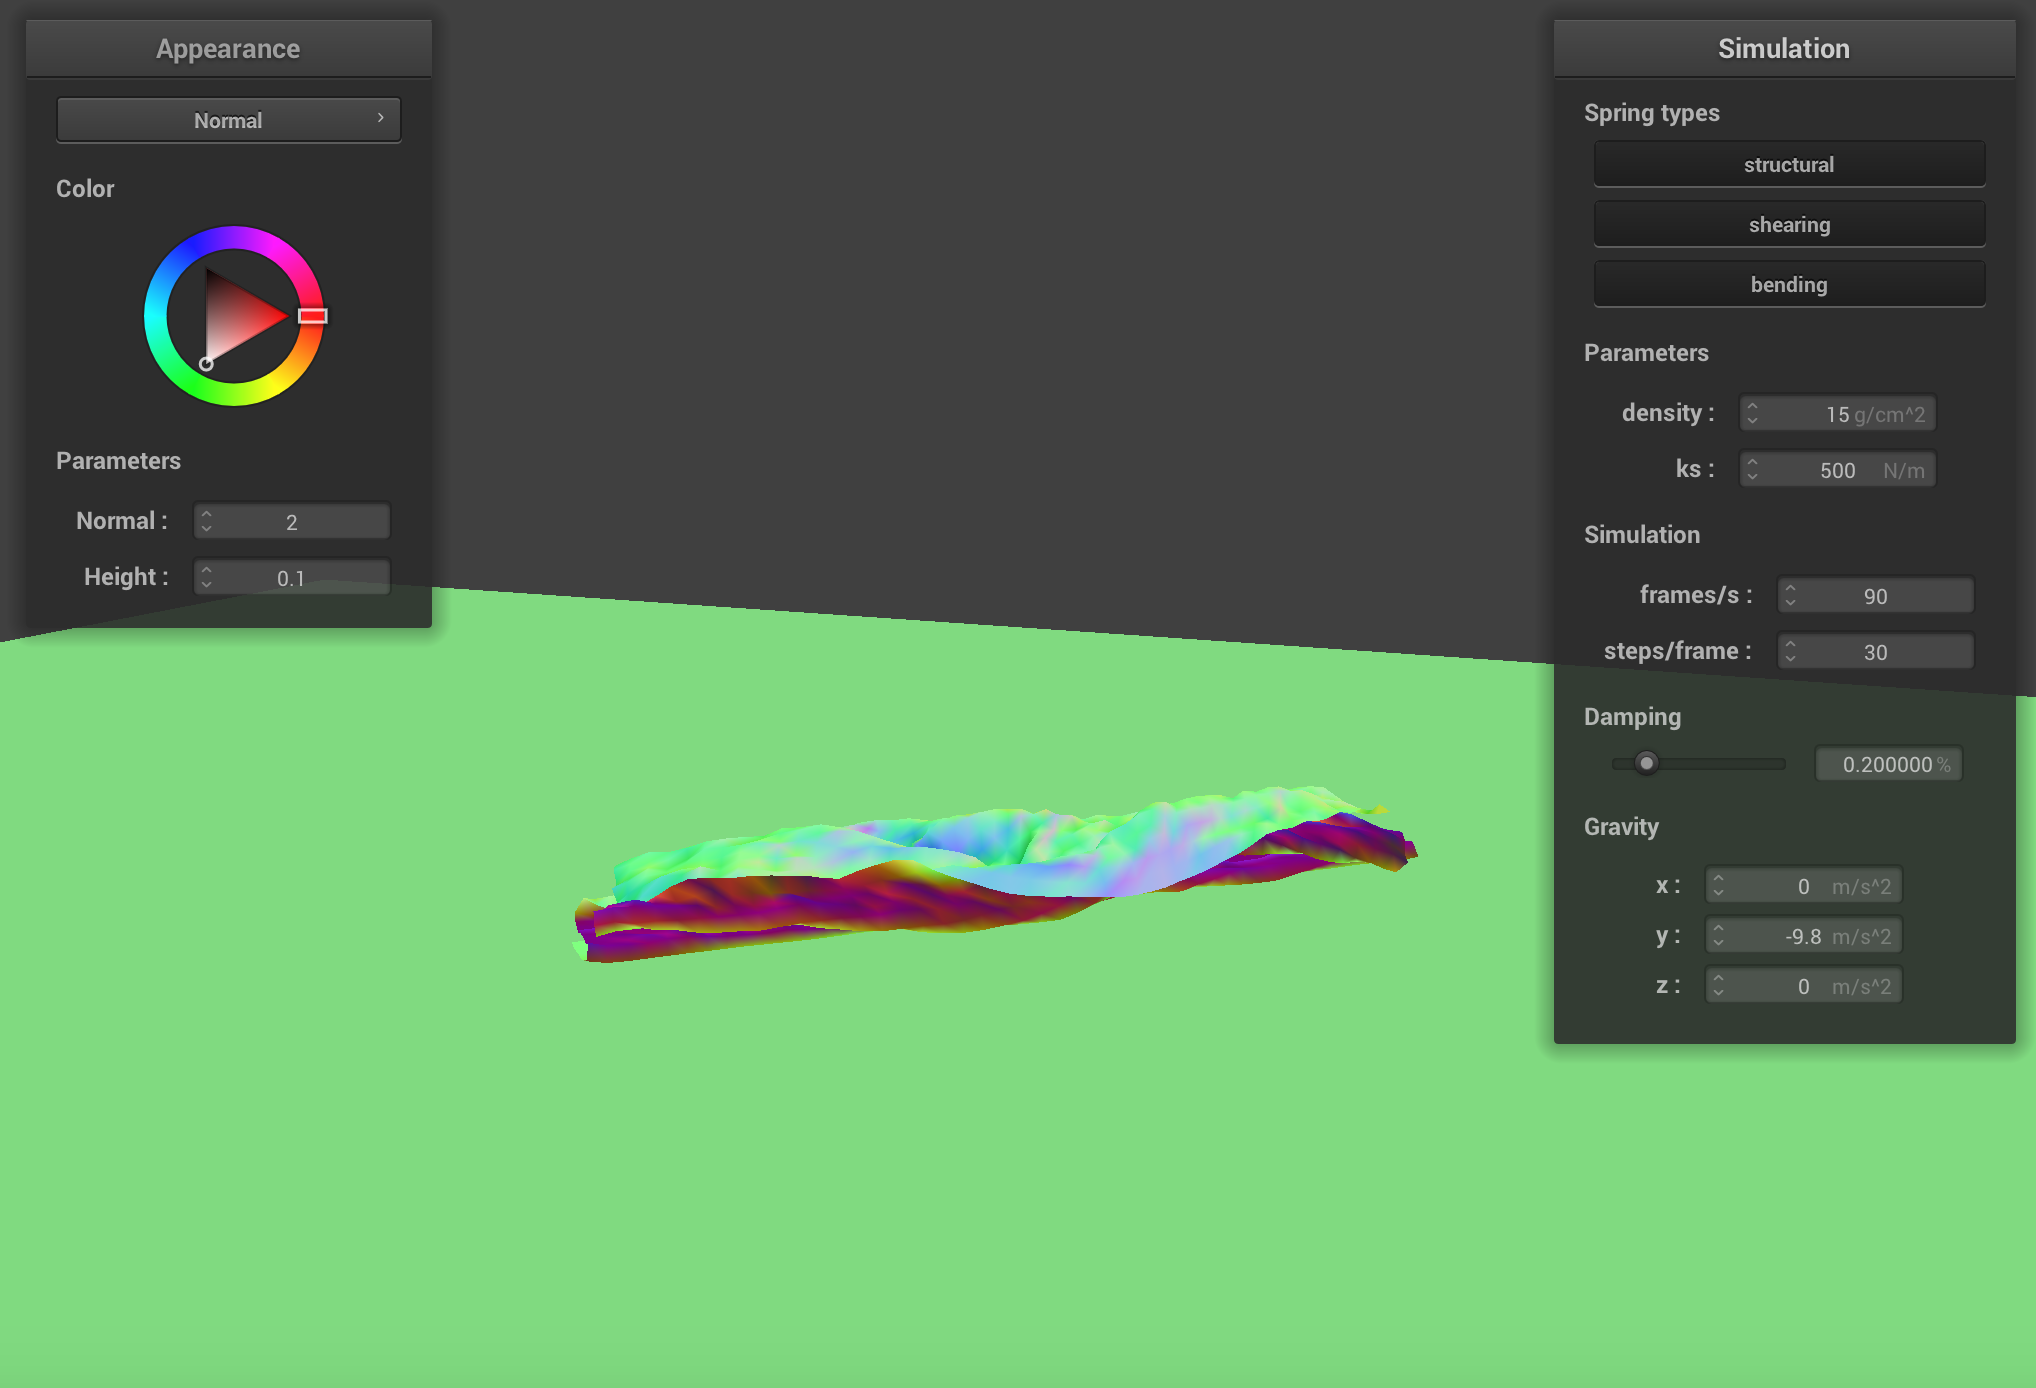 Appearance
Normal
Color
Parameters
Normal : 2
Height : 0.1
Simulation
Spring types
structural
shearing
bending
Parameters
density : 15 g/cm^2
ks : 500 N/m
Simulation
frames/s : 90
steps/frame : 30
Damping
0.200000 %
Gravity
x : 0 m/s^2
y : -9.8 m/s^2
z : 0 m/s^2